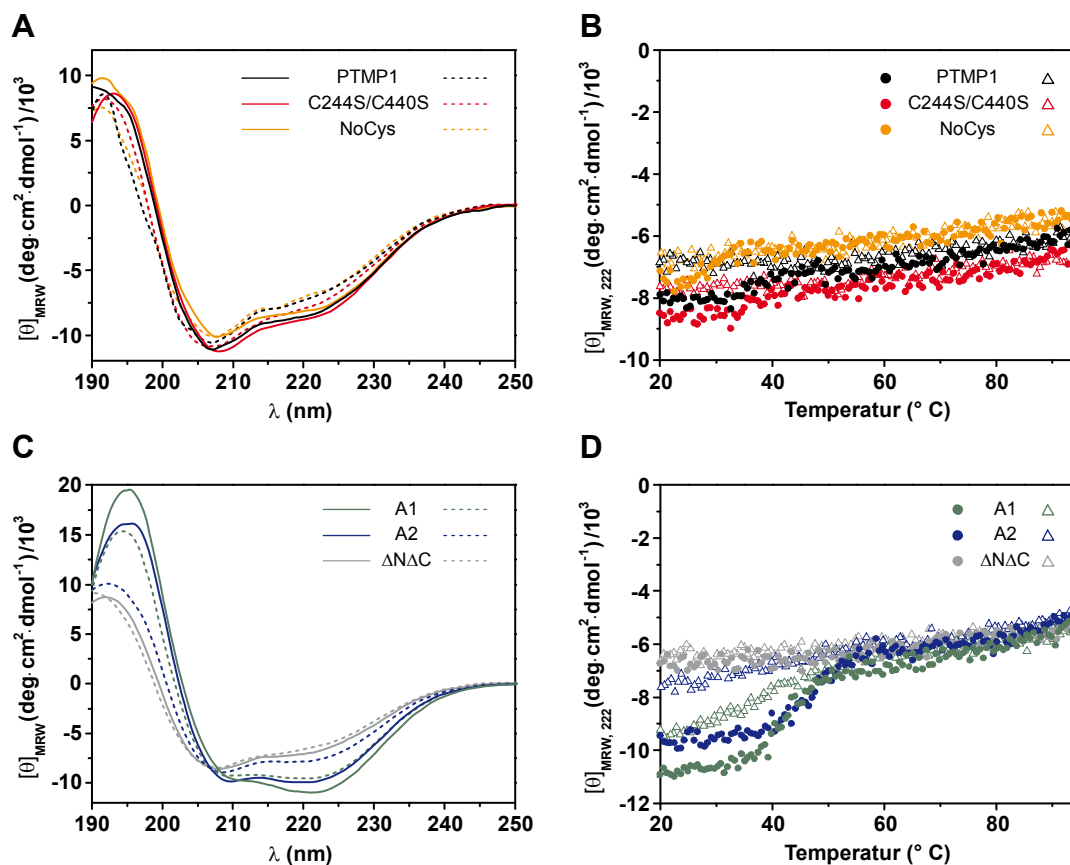 A
[θ]MRW (deg·cm²·dmol⁻¹) /10³
10
5
0
-5
-10
PTMP1
C244S/C440S
NoCys
190 200 210 220 230 240 250
λ (nm)
B
[θ]MRW, 222 (deg·cm²·dmol⁻¹) /10³
0
-2
-4
-6
-8
-10
PTMP1
C244S/C440S
NoCys
20 40 60 80
Temperatur (° C)
C
[θ]MRW (deg·cm²·dmol⁻¹) /10³
20
15
10
5
0
-5
-10
A1
A2
ΔNΔC
190 200 210 220 230 240 250
λ (nm)
D
[θ]MRW, 222 (deg·cm²·dmol⁻¹) /10³
0
-2
-4
-6
-8
-10
-12
A1
A2
ΔNΔC
20 40 60 80
Temperatur (° C)